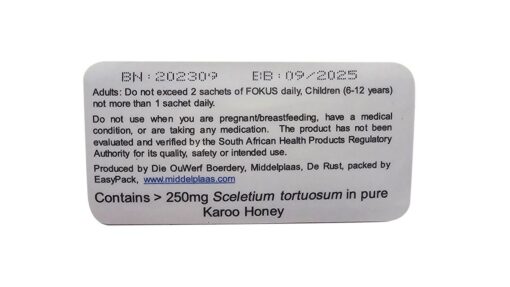 BN : 202309 BB : 09/2025
Adults: Do not exceed 2 sachets of FOKUS daily, Children (6-12 years)
not more than 1 sachet daily.
Do not use when you are pregnant/breastfeeding, have a medical
condition, or are taking any medication. The product has not been
evaluated and verified by the South African Health Products Regulatory
Authority for its quality, safety or intended use.
Produced by Die OuWerf Boerdery, Middelplaas, De Rust, packed by
EasyPack, www.middelplaas.com
Contains > 250mg Sceletium tortuosum in pure
Karoo Honey